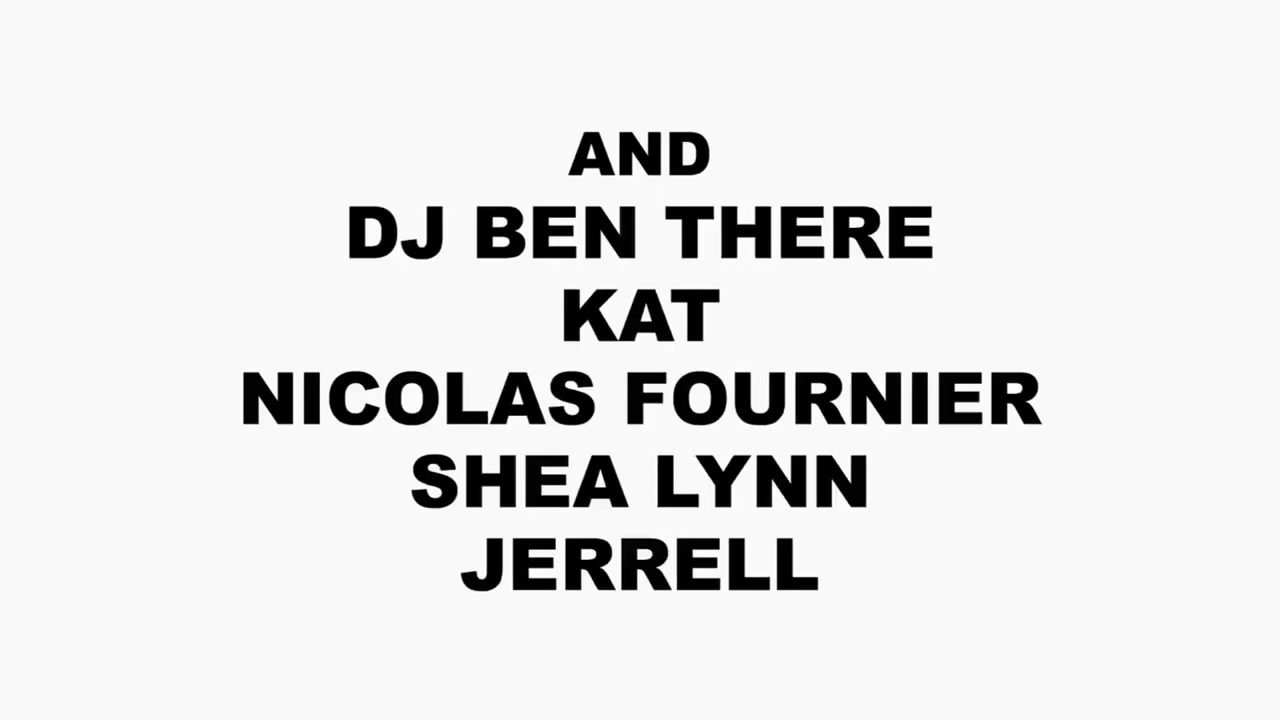 AND
DJ BEN THERE
KAT
NICOLAS FOURNIER
SHEA LYNN
JERRELL